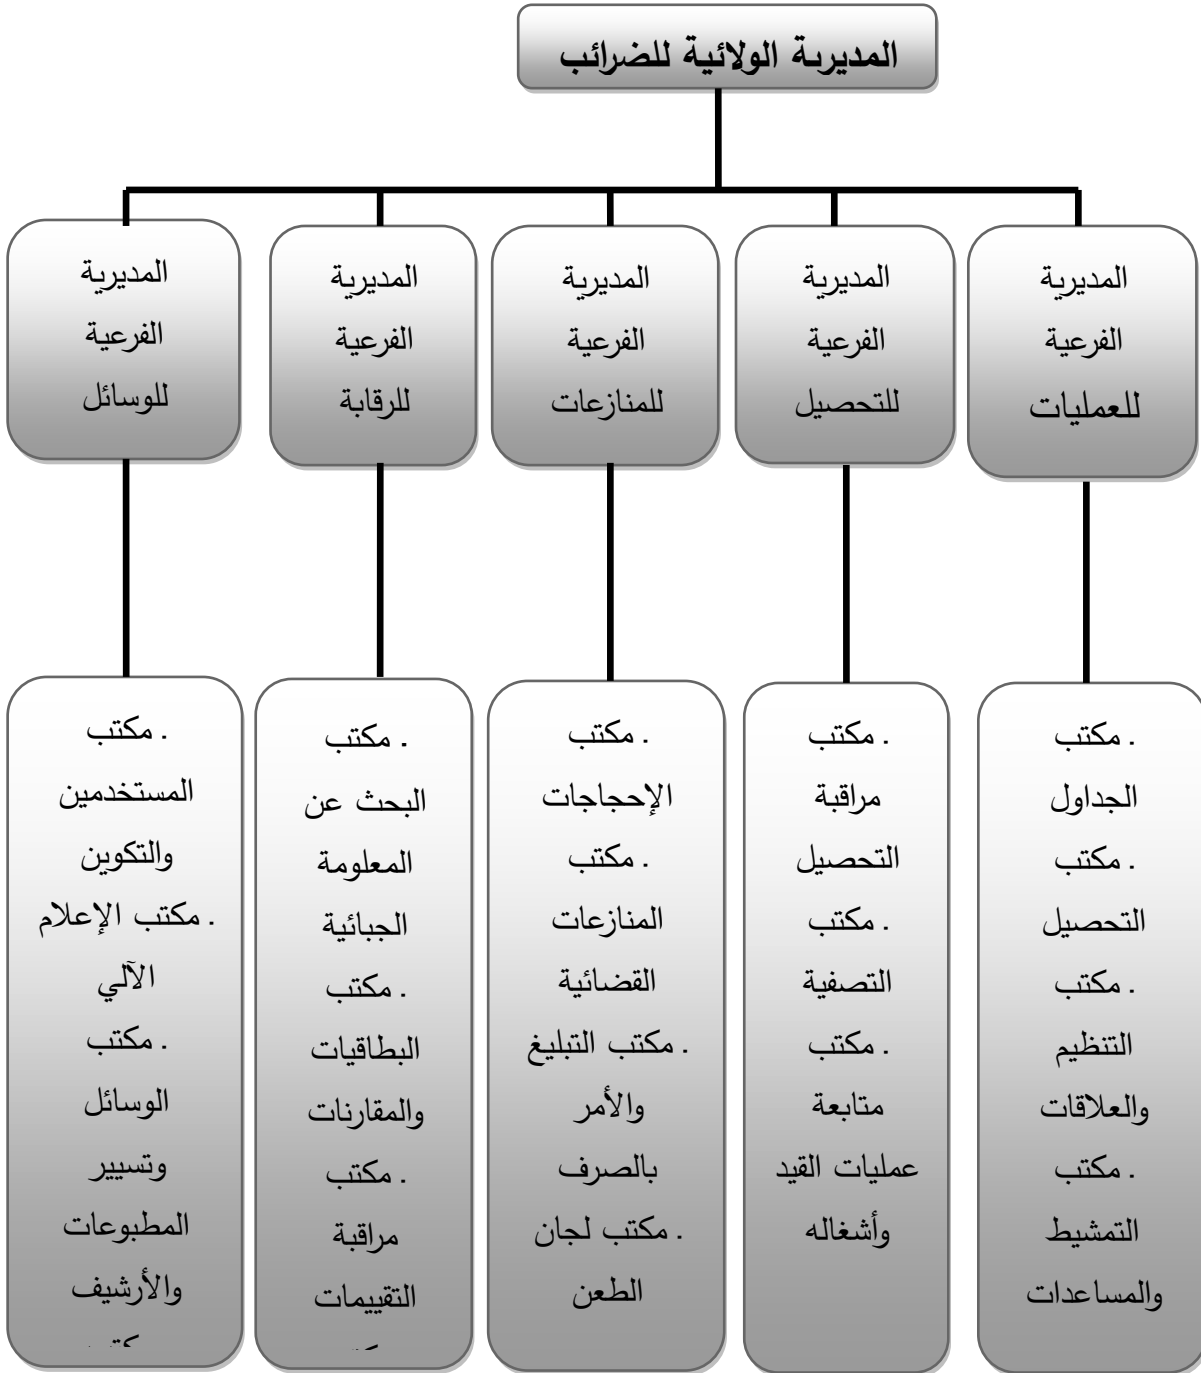 المديرية الولائية للضرائب
المديرية
الفرعية
للعمليات
المديرية
الفرعية
للتحصيل
المديرية
الفرعية
للمنازعات
المديرية
الفرعية
للرقابة
المديرية
الفرعية
للوسائل
. مكتب
الجداول
. مكتب
التحصيل
. مكتب
التنظيم
والعلاقات
. مكتب
التمشيط
والمساعدات
. مكتب
مراقبة
التحصيل
. مكتب
التصفية
. مكتب
متابعة
عمليات القيد
وأشغاله
. مكتب
الإحجاجات
. مكتب
المنازعات
القضائية
. مكتب التبليغ
والأمر
بالصرف
. مكتب لجان
الطعن
. مكتب
البحث عن
المعلومة
الجبائية
. مكتب
البطاقيات
والمقارنات
. مكتب
مراقبة
التقييمات
. مكتب
المستخدمين
والتكوين
. مكتب الإعلام
الآلي
. مكتب
الوسائل
وتسيير
المطبوعات
والأرشيف